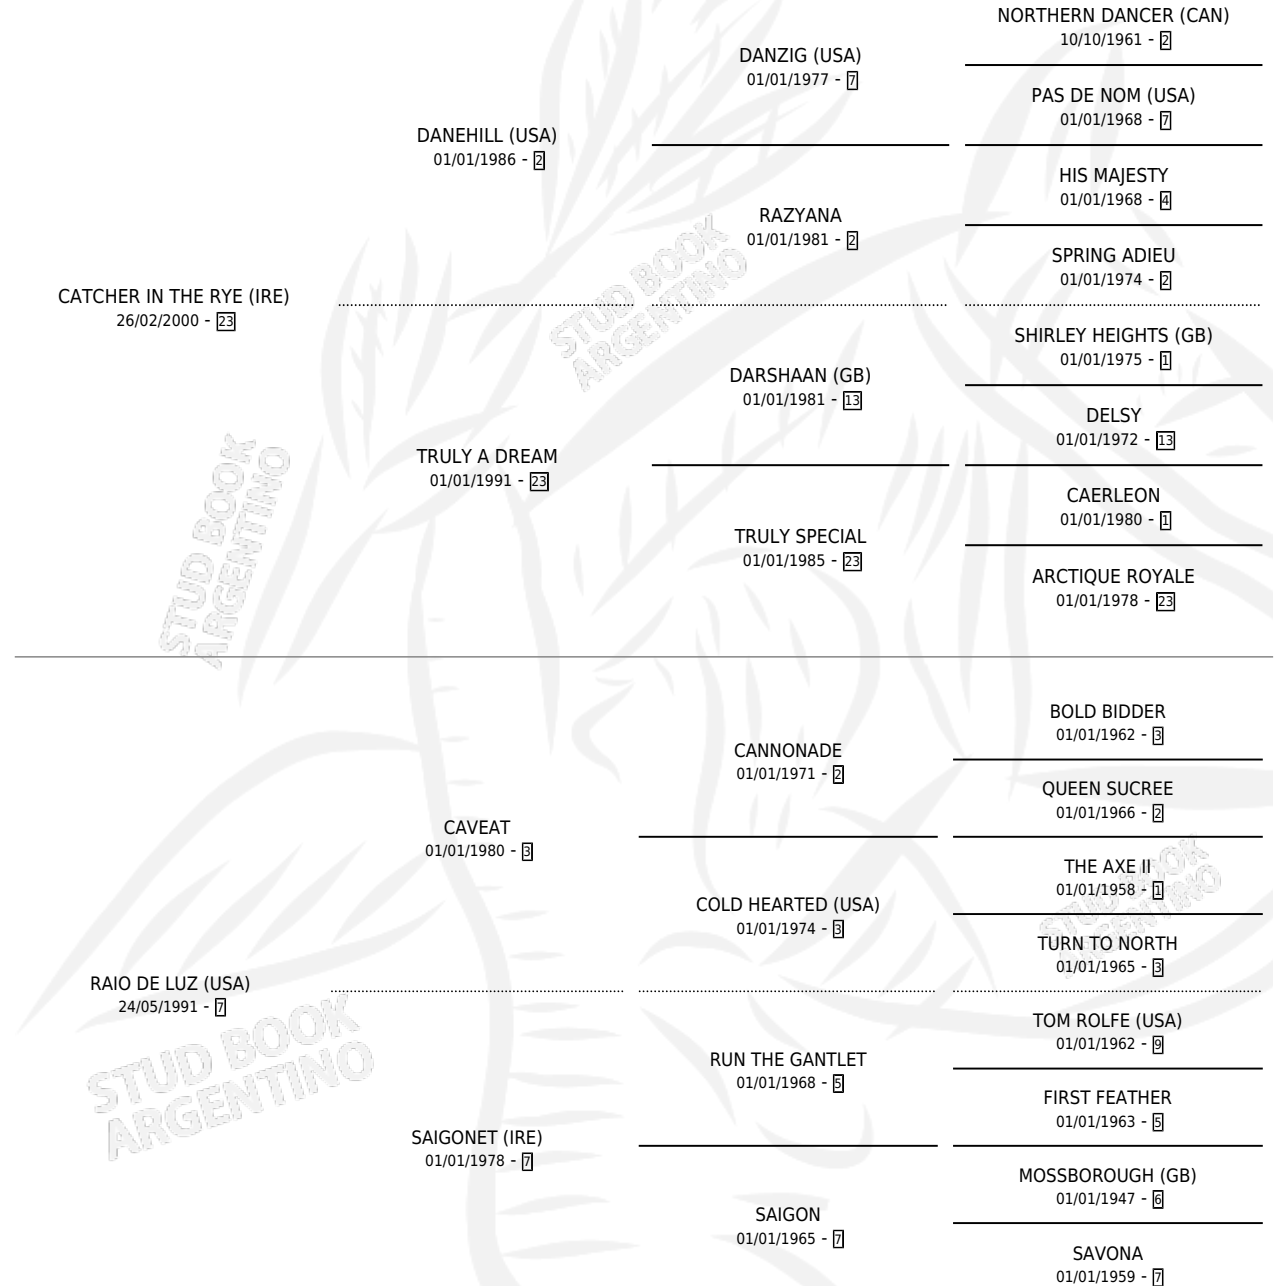 NORTHERN DANCER (CAN)
10/10/1961 - 2
DANZIG (USA)
01/01/1977 - 7
PAS DE NOM (USA)
01/01/1968 - 7
DANEHILL (USA)
01/01/1986 - 2
HIS MAJESTY
01/01/1968 - 4
RAZYANA
01/01/1981 - 2
SPRING ADIEU
01/01/1974 - 2
CATCHER IN THE RYE (IRE)
26/02/2000 - 23
SHIRLEY HEIGHTS (GB)
01/01/1975 - 1
DARSHAAN (GB)
01/01/1981 - 13
DELSY
01/01/1972 - 13
TRULY A DREAM
01/01/1991 - 23
CAERLEON
01/01/1980 - 1
TRULY SPECIAL
01/01/1985 - 23
ARCTIQUE ROYALE
01/01/1978 - 23
STUD BOOK
ARGENTINO
STUD BOOK
ARGENTINO
BOLD BIDDER
01/01/1962 - 3
CANNONADE
01/01/1971 - 2
QUEEN SUCREE
01/01/1966 - 2
CAVEAT
01/01/1980 - 3
THE AXE II
01/01/1958 - 1
COLD HEARTED (USA)
01/01/1974 - 3
TURN TO NORTH
01/01/1965 - 3
STUD BOOK
ARGENTINO
RAIO DE LUZ (USA)
24/05/1991 - 7
TOM ROLFE (USA)
01/01/1962 - 9
RUN THE GANTLET
01/01/1968 - 5
FIRST FEATHER
01/01/1963 - 5
STUD BOOK
ARGENTINO
SAIGONET (IRE)
01/01/1978 - 7
MOSSBOROUGH (GB)
01/01/1947 - 6
SAIGON
01/01/1965 - 7
SAVONA
01/01/1959 - 7